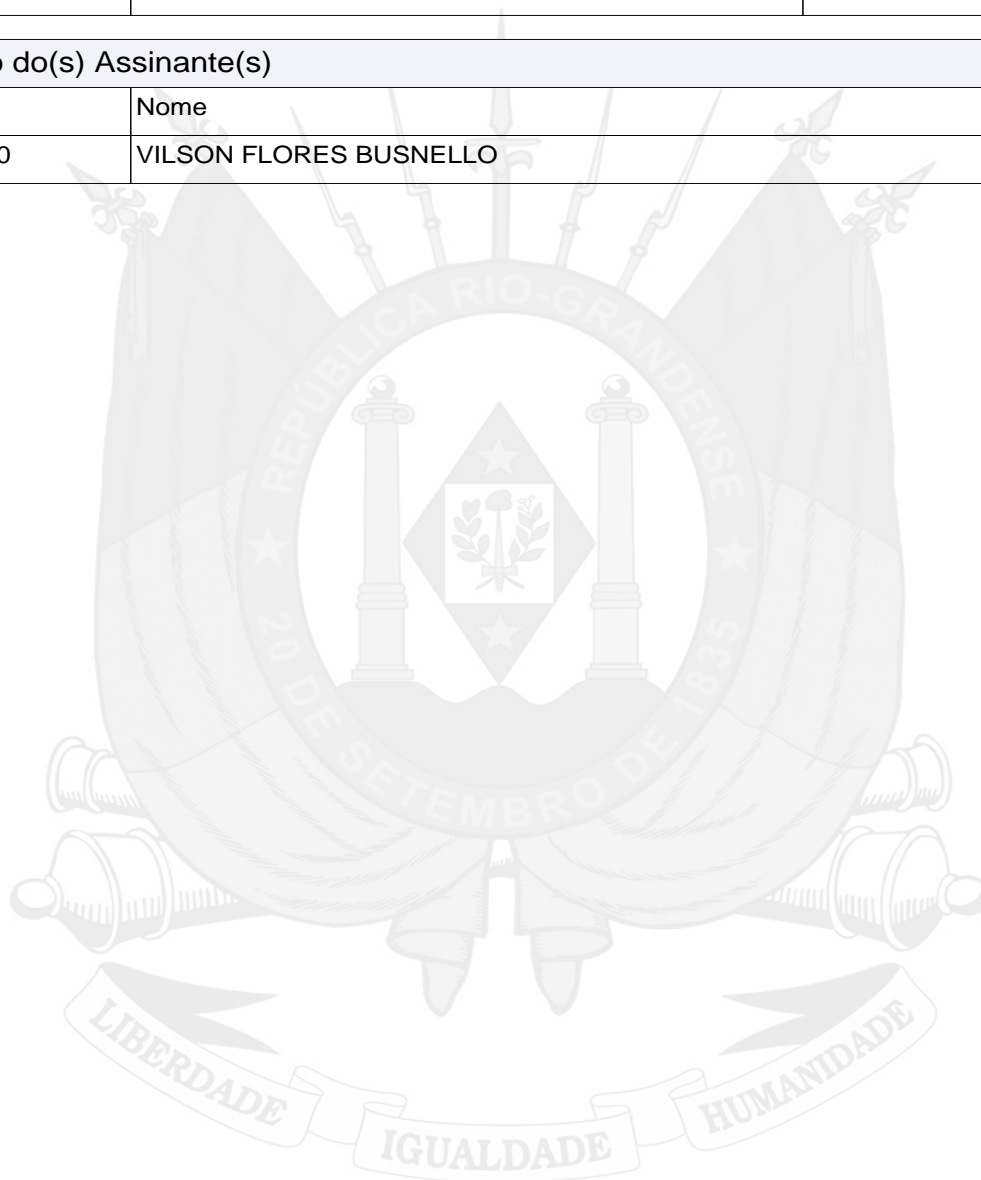 o do(s) Assinante(s)
Nome
0 VILSON FLORES BUSNELLO
REPÚBLICA RIO-GRANDENSE
★ 20 DE SETEMBRO DE 1835 ★
LIBERDADE IGUALDADE HUMANIDADE